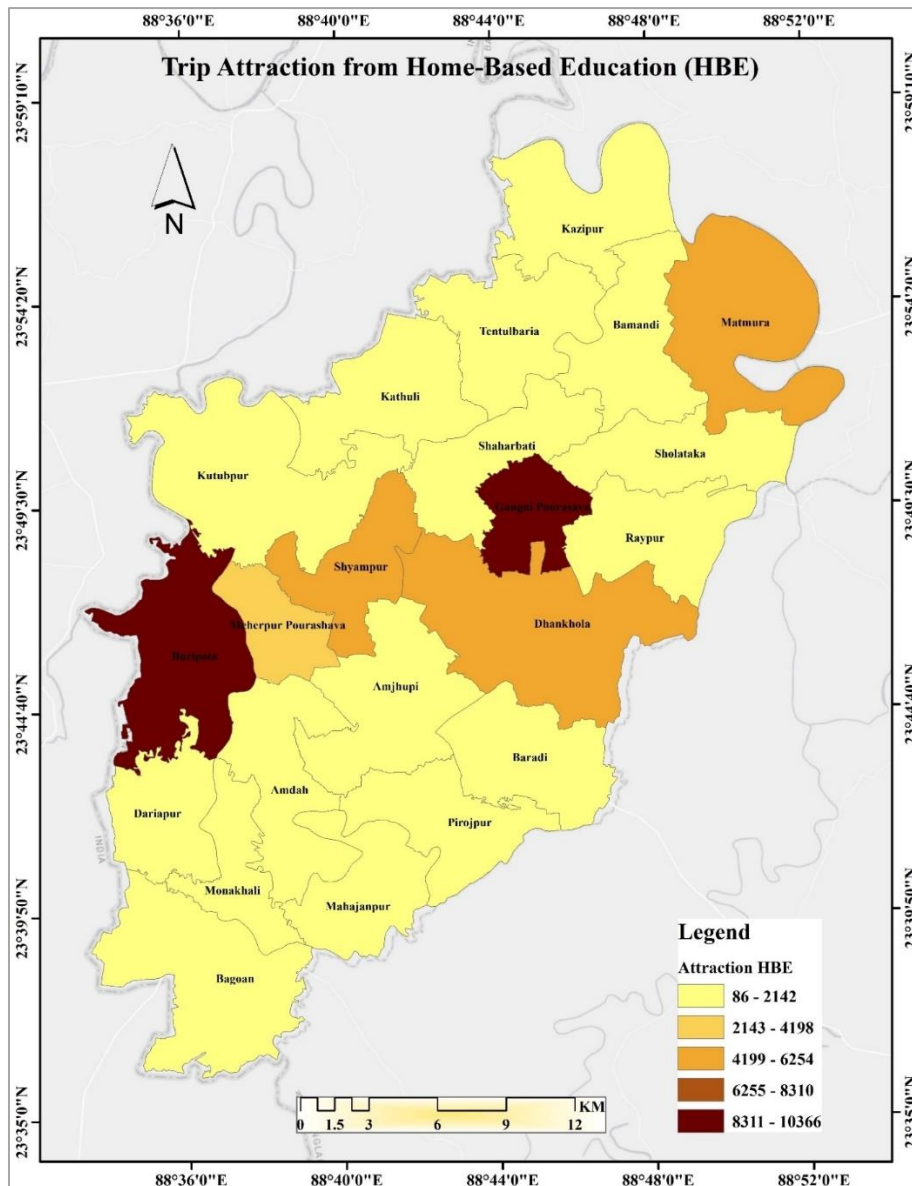 88°36'0"E 88°40'0"E 88°44'0"E 88°48'0"E 88°52'0"E
Trip Attraction from Home-Based Education (HBE)
23°59'10"N
23°59'10"N
N
Kazipur
23°54'20"N
23°54'20"N
Matmura
Tentulbaria
Bamandi
Kathuli
Shaharbati
Sholataka
Kutubpur
23°49'30"N
23°49'30"N
Gangni Pourasava
Raypur
Shyampur
Meherpur Pourashava
Dhankhola
Buripota
Amjhupi
23°44'40"N
23°44'40"N
Baradi
Amdah
Dariapur
Pirojpur
INDIA
Monakhali
Mahajanpur
23°39'50"N
23°39'50"N
Bagoan
Legend
Attraction HBE
86 - 2142
2143 - 4198
4199 - 6254
6255 - 8310
8311 - 10366
KM
0 1.5 3 6 9 12
23°35'0"N
23°35'0"N
88°36'0"E 88°40'0"E 88°44'0"E 88°48'0"E 88°52'0"E